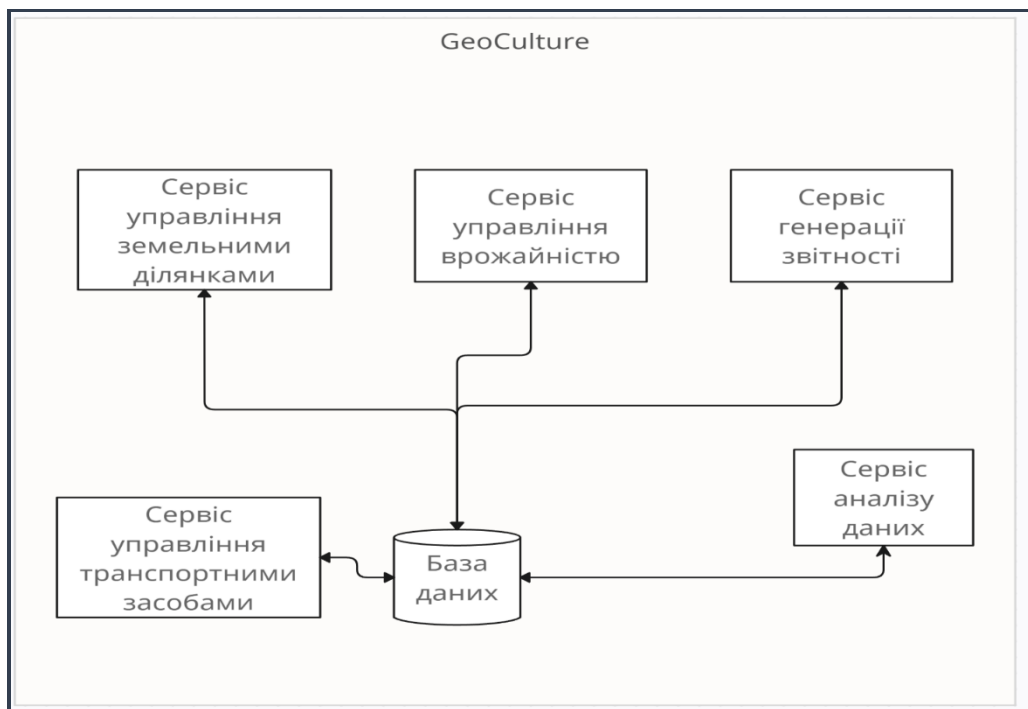 GeoCulture
Сервіс
управління
земельними
ділянками
Сервіс
управління
врожайністю
Сервіс
генерації
звітності
Сервіс
управління
транспортними
засобами
База
даних
Сервіс
аналізу
даних